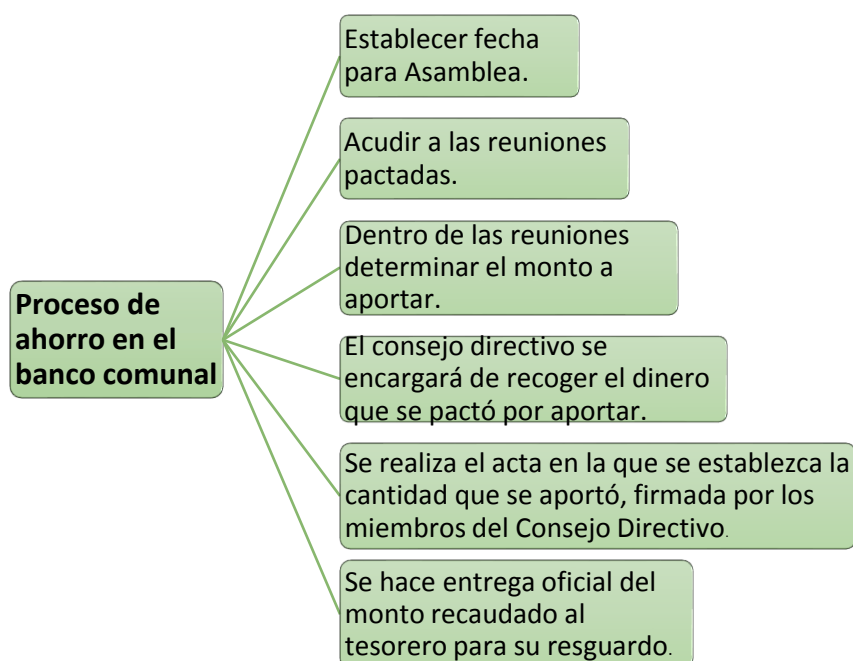 Establecer fecha
para Asamblea.
Acudir a las reuniones
pactadas.
Dentro de las reuniones
determinar el monto a
aportar.
Proceso de
ahorro en el
banco comunal
El consejo directivo se
encargará de recoger el dinero
que se pactó por aportar.
Se realiza el acta en la que se establezca la
cantidad que se aportó, firmada por los
miembros del Consejo Directivo.
Se hace entrega oficial del
monto recaudado al
tesorero para su resguardo.